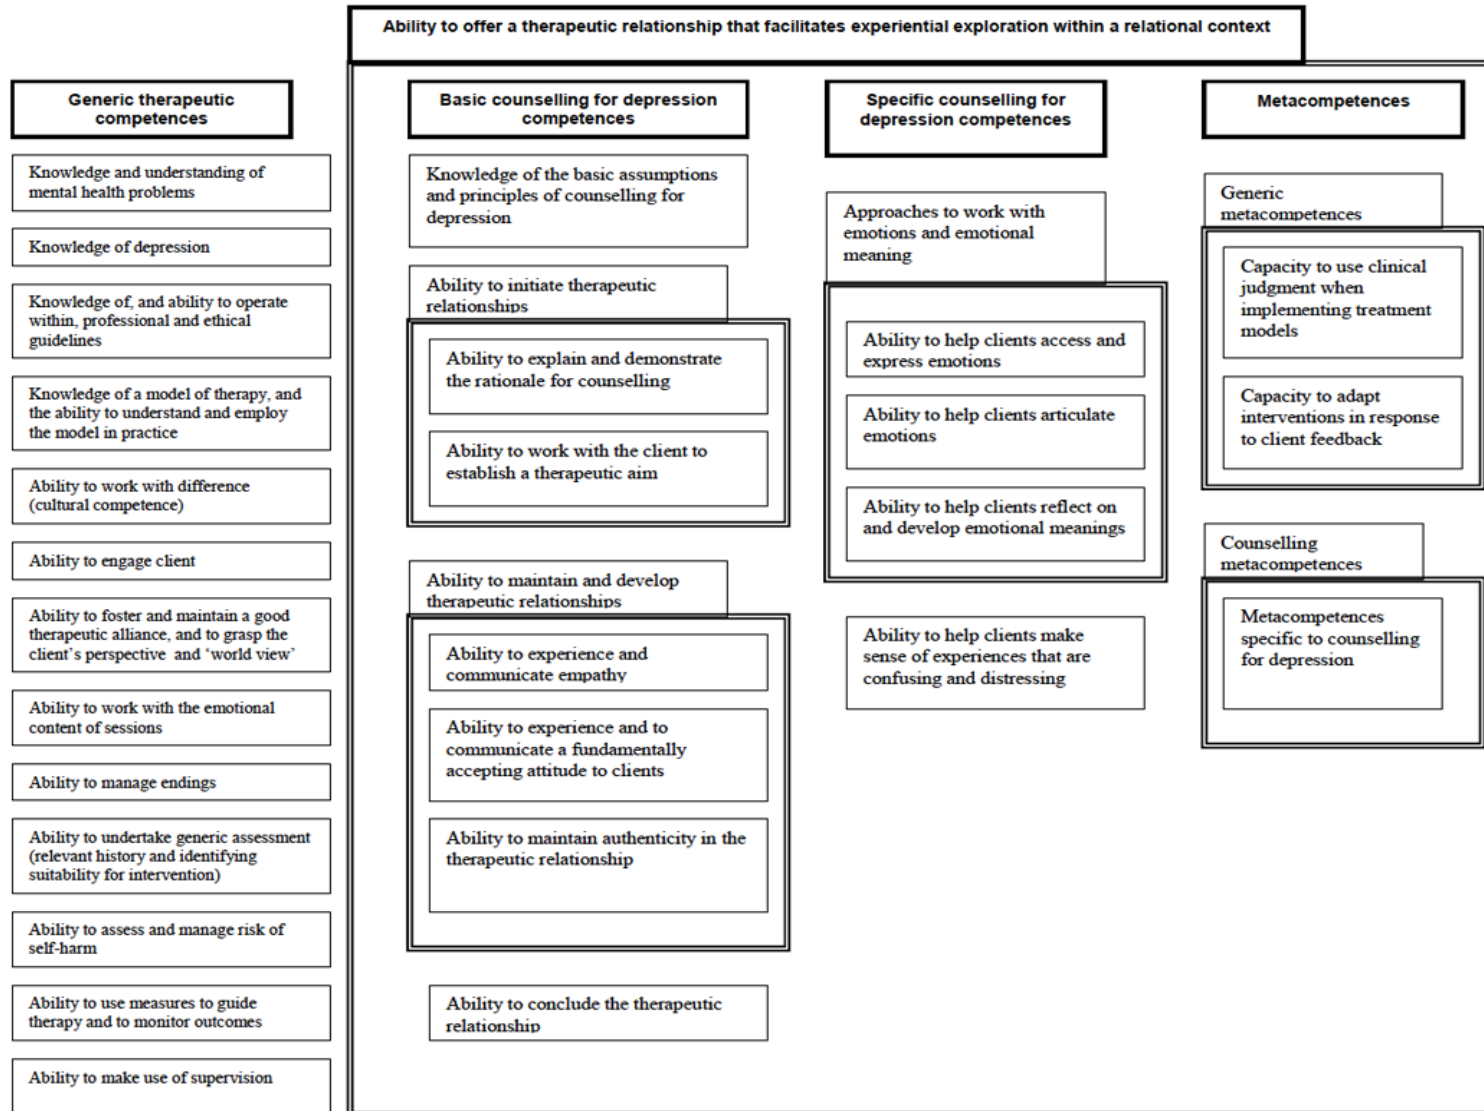 Ability to offer a therapeutic relationship that facilitates experiential exploration within a relational context
Generic therapeutic
competences
Knowledge and understanding of
mental health problems
Knowledge of depression
Knowledge of, and ability to operate
within, professional and ethical
guidelines
Knowledge of a model of therapy, and
the ability to understand and employ
the model in practice
Ability to work with difference
(cultural competence)
Ability to engage client
Ability to foster and maintain a good
therapeutic alliance, and to grasp the
client's perspective and 'world view'
Ability to work with the emotional
content of sessions
Ability to manage endings
Ability to undertake generic assessment
(relevant history and identifying
suitability for intervention)
Ability to assess and manage risk of
self-harm
Ability to use measures to guide
therapy and to monitor outcomes
Ability to make use of supervision
Basic counselling for depression
competences
Knowledge of the basic assumptions
and principles of counselling for
depression
Ability to initiate therapeutic
relationships
Ability to explain and demonstrate
the rationale for counselling
Ability to work with the client to
establish a therapeutic aim
Ability to maintain and develop
therapeutic relationships
Ability to experience and
communicate empathy
Ability to experience and to
communicate a fundamentally
accepting attitude to clients
Ability to maintain authenticity in the
therapeutic relationship
Ability to conclude the therapeutic
relationship
Specific counselling for
depression competences
Approaches to work with
emotions and emotional
meaning
Ability to help clients access and
express emotions
Ability to help clients articulate
emotions
Ability to help clients reflect on
and develop emotional meanings
Ability to help clients make
sense of experiences that are
confusing and distressing
Metacompetences
Generic
metacompetences
Capacity to use clinical
judgment when
implementing treatment
models
Capacity to adapt
interventions in response
to client feedback
Counselling
metacompetences
Metacompetences
specific to counselling
for depression